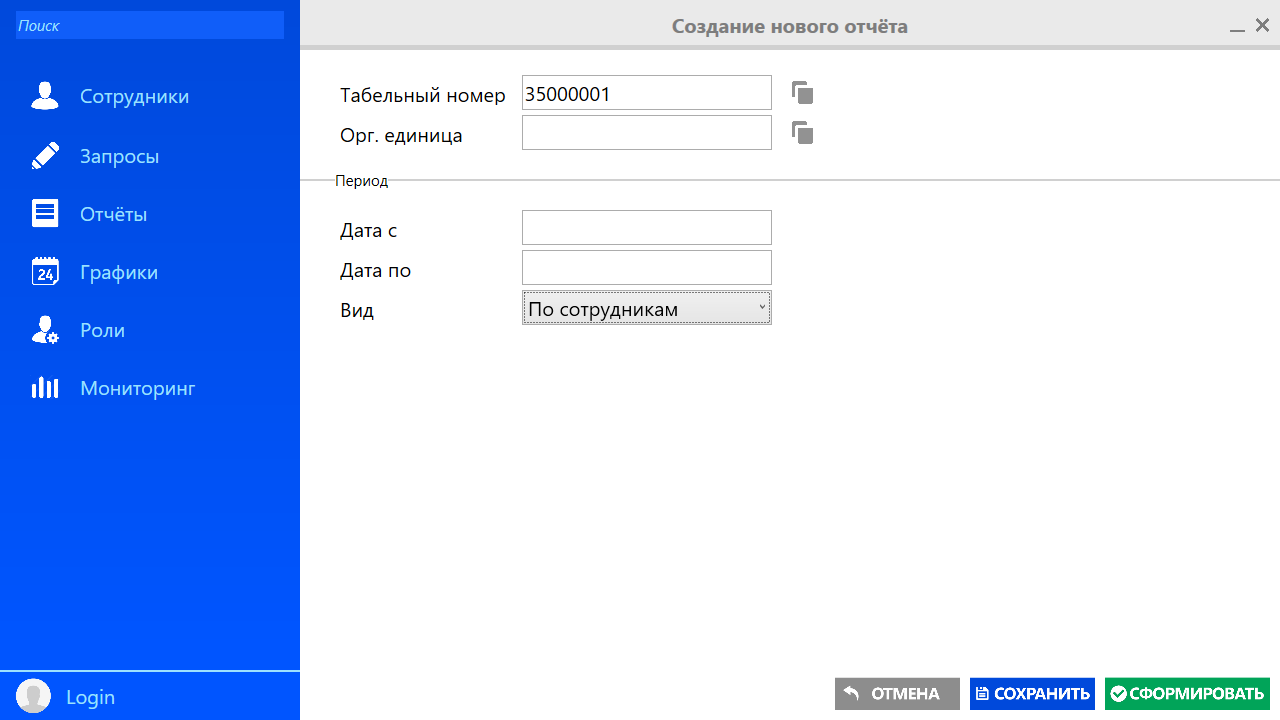 Поиск
Сотрудники
Запросы
Отчёты
24
Графики
Роли
Мониторинг
Login
Создание нового отчёта
Табельный номер 35000001
Орг. единица
Период
Дата с
Дата по
Вид По сотрудникам
ОТМЕНА СОХРАНИТЬ СФОРМИРОВАТЬ